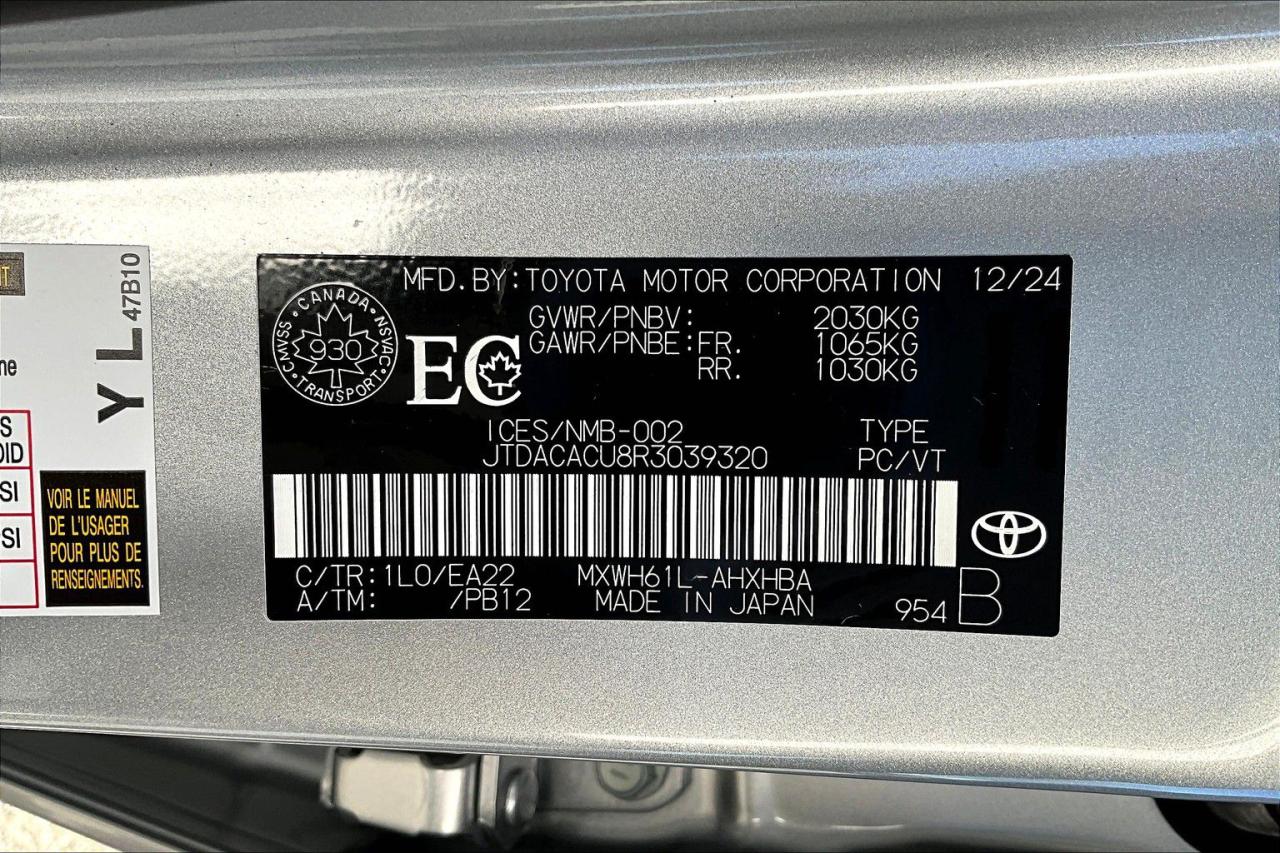 IT
47B10
Y L
ne
S
OID
SI
SI
VOIR LE MANUEL
DE L'USAGER
POUR PLUS DE
RENSEIGNEMENTS.
MFD.BY:TOYOTA MOTOR CORPORATION 12/24
CANADA
CMVSS 930 NSVAC
TRANSPORT
EC
GVWR/PNBV: 2030KG
GAWR/PNBE:FR. 1065KG
RR. 1030KG
ICES/NMB-002 TYPE
JTDACACU8R3039320 PC/VT
C/TR:1L0/EA22 MXWH61L-AHXHBA
A/TM: /PB12 MADE IN JAPAN 954 B